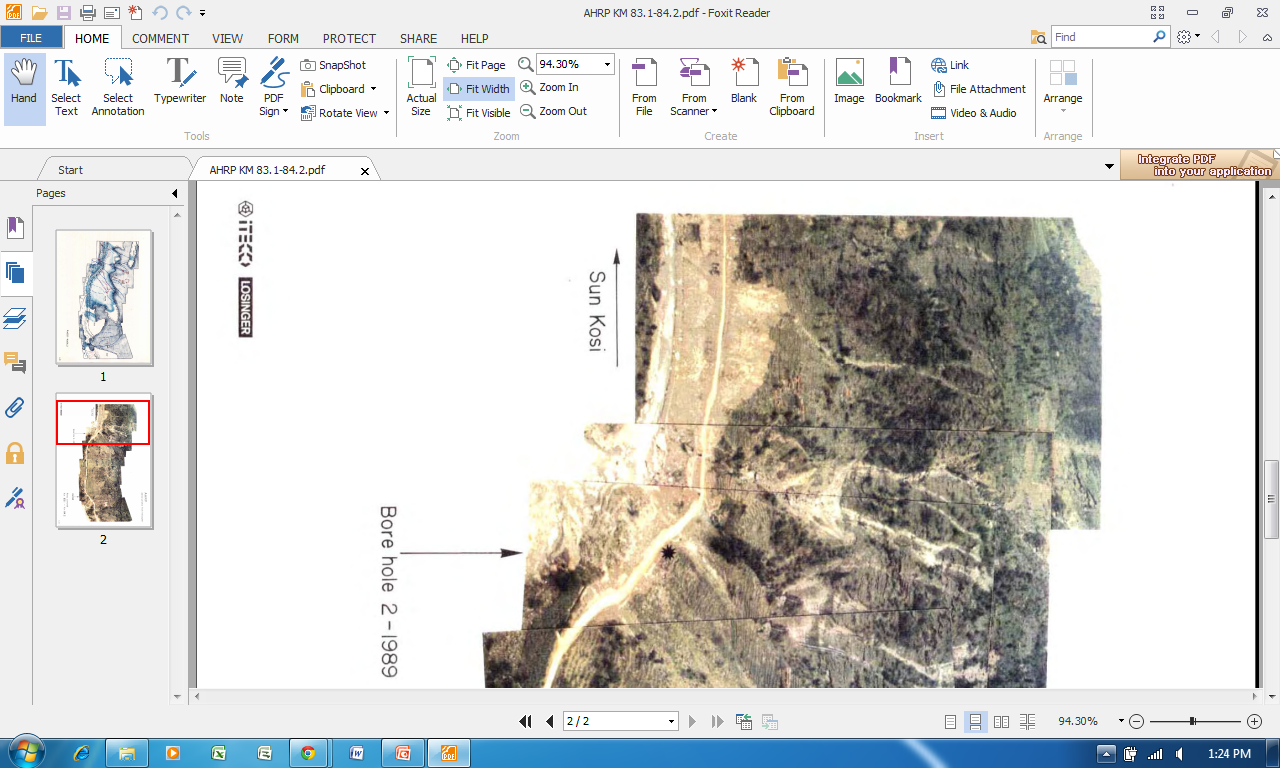 AHRP KM 83.1-84.2.pdf - Foxit Reader
FILE HOME COMMENT VIEW FORM PROTECT SHARE HELP
Find
Hand
Select Text
Select Annotation
Typewriter
Note
PDF Sign
SnapShot
Clipboard
Rotate View
Tools
Actual Size
Fit Page
Fit Width
Fit Visible
94.30%
Zoom In
Zoom Out
Zoom
From File
From Scanner
Blank
From Clipboard
Create
Image
Bookmark
Link
File Attachment
Video & Audio
Insert
Arrange
Arrange
Start
AHRP KM 83.1-84.2.pdf
Integrate PDF
into your application
Pages
1
2
ITECO
LOSINGER
Sun Kosi
Bore hole 2-1989
2 / 2
94.30%
1:24 PM